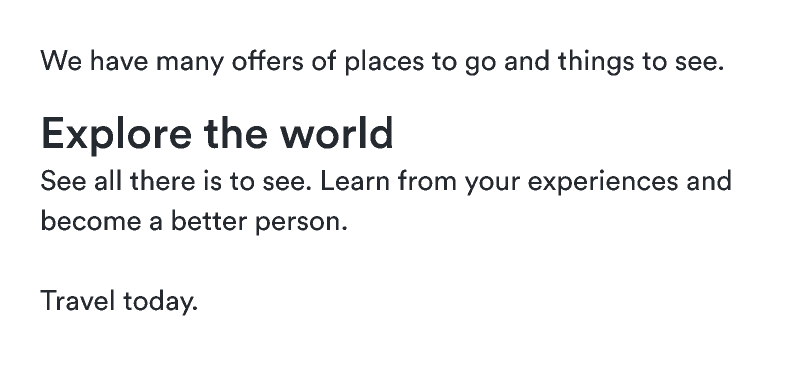 We have many offers of places to go and things to see.
Explore the world
See all there is to see. Learn from your experiences and
become a better person.
Travel today.